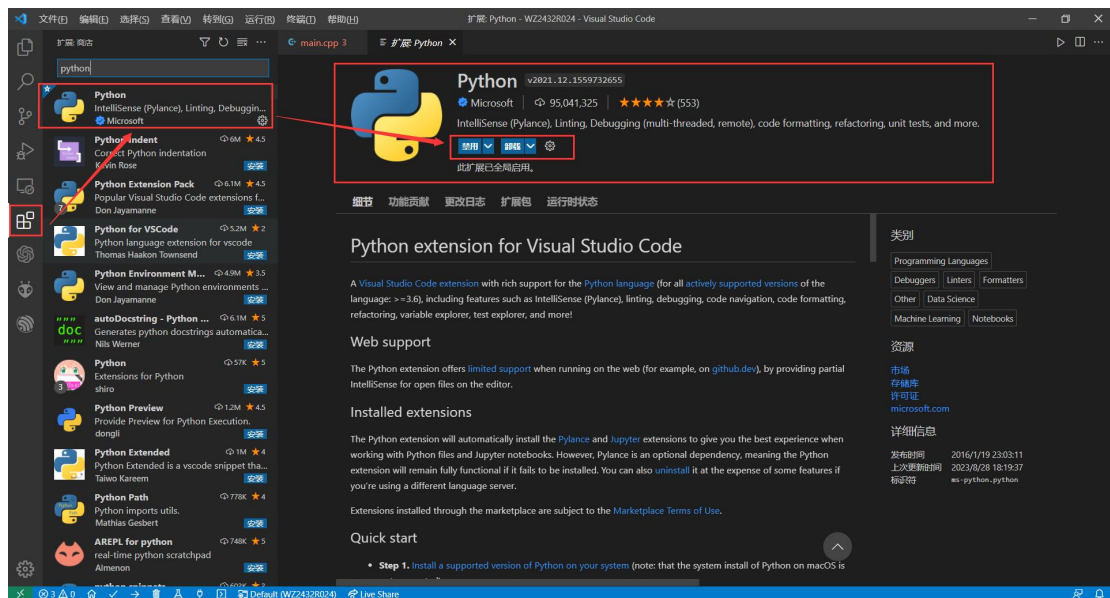 文件(F) 编辑(E) 选择(S) 查看(V) 转到(G) 运行(R) 终端(T) 帮助(H)
扩展: Python - WZ2432R024 - Visual Studio Code
扩展: 商店
main.cpp 3
扩展: Python
python
Python
IntelliSense (Pylance), Linting, Debuggin...
Microsoft
Python Indent 6M 4.5
Correct Python indentation
Kevin Rose 安装
Python Extension Pack 6.1M 4.5
Popular Visual Studio Code extensions f...
Don Jayamanne 安装
7
Python for VSCode 5.2M 2
Python language extension for vscode
Thomas Haakon Townsend 安装
Python Environment M... 4.9M 3.5
View and manage Python environments ...
Don Jayamanne 安装
autoDocstring - Python ... 6.1M 5
Generates python docstrings automatica...
Nils Werner 安装
""" doc """
Python 57K 5
Extensions for Python
shiro 安装
3
Python Preview 1.2M 4.5
Provide Preview for Python Execution.
dongli 安装
Python Extended 1M 4
Python Extended is a vscode snippet tha...
Taiwo Kareem 安装
Python Path 778K 4
Python imports utils.
Mathias Gesbert 安装
AREPL for python 748K 5
real-time python scratchpad
Almenon 安装
python snippets 602K
Python v2021.12.1559732655
Microsoft 95,041,325 (553)
IntelliSense (Pylance), Linting, Debugging (multi-threaded, remote), code formatting, refactoring, unit tests, and more.
禁用 卸载
此扩展已全局启用。
细节 功能贡献 更改日志 扩展包 运行时状态
Python extension for Visual Studio Code
A Visual Studio Code extension with rich support for the Python language (for all actively supported versions of the
language: >=3.6), including features such as IntelliSense (Pylance), linting, debugging, code navigation, code formatting,
refactoring, variable explorer, test explorer, and more!
Web support
The Python extension offers limited support when running on the web (for example, on github.dev), by providing partial
IntelliSense for open files on the editor.
Installed extensions
The Python extension will automatically install the Pylance and Jupyter extensions to give you the best experience when
working with Python files and Jupyter notebooks. However, Pylance is an optional dependency, meaning the Python
extension will remain fully functional if it fails to be installed. You can also uninstall it at the expense of some features if
you're using a different language server.
Extensions installed through the marketplace are subject to the Marketplace Terms of Use.
Quick start
• Step 1. Install a supported version of Python on your system (note: that the system install of Python on macOS is
类别
Programming Languages
Debuggers Linters Formatters
Other Data Science
Machine Learning Notebooks
资源
市场
存储库
许可证
microsoft.com
详细信息
发布时间 2016/1/19 23:03:11
上次更新时间 2023/8/28 18:19:37
标识符 ms-python.python
3 0 Default (WZ2432R024) Live Share